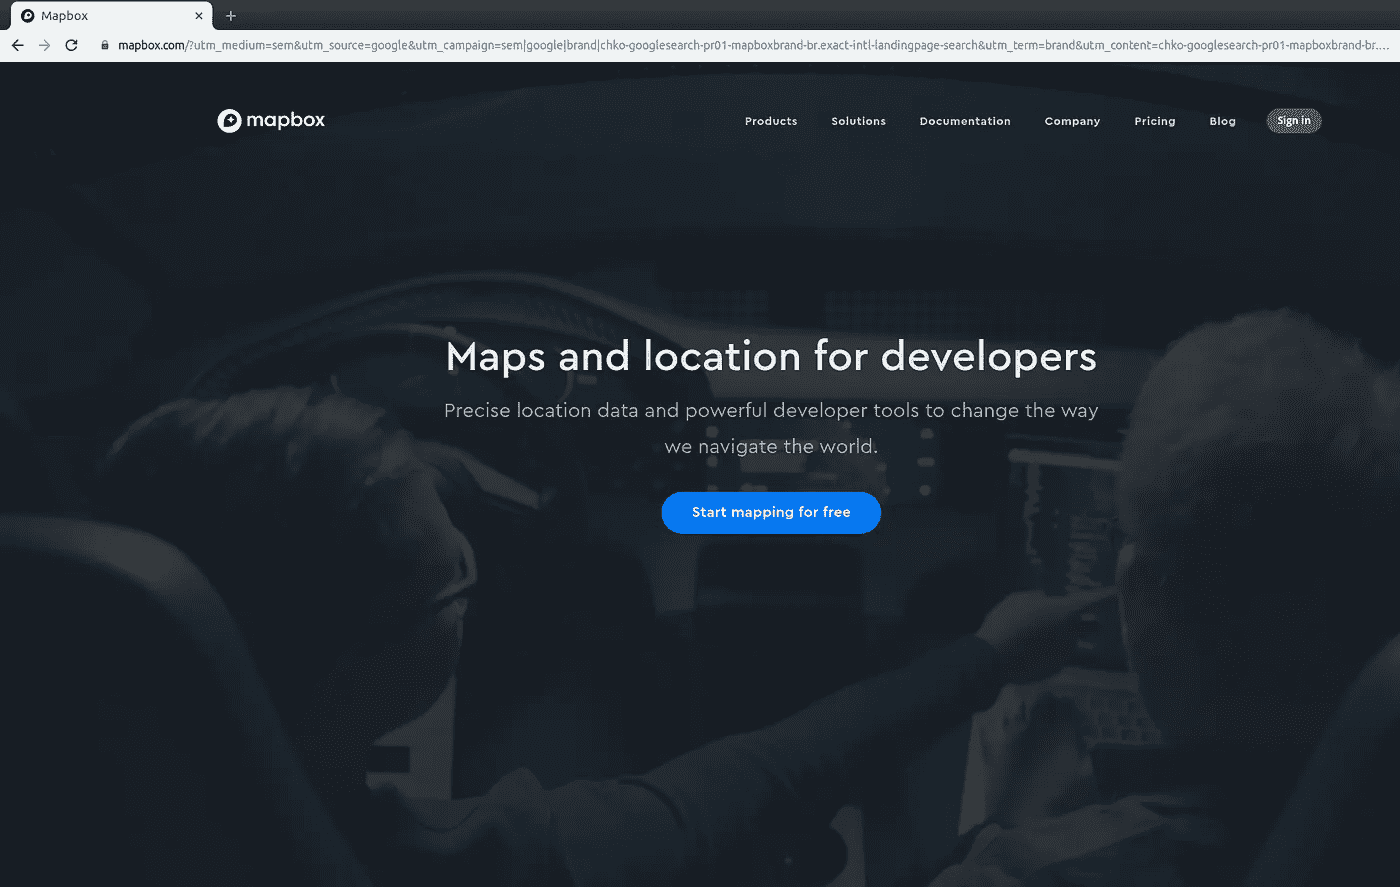 Mapbox
mapbox.com/?utm_medium=sem&utm_source=google&utm_campaign=sem|google|brand|chko-googlesearch-pr01-mapboxbrand-br.exact-intl-landingpage-search&utm_term=brand&utm_content=chko-googlesearch-pr01-mapboxbrand-br....
mapbox
Products
Solutions
Documentation
Company
Pricing
Blog
Sign in
Maps and location for developers
Precise location data and powerful developer tools to change the way
we navigate the world.
Start mapping for free